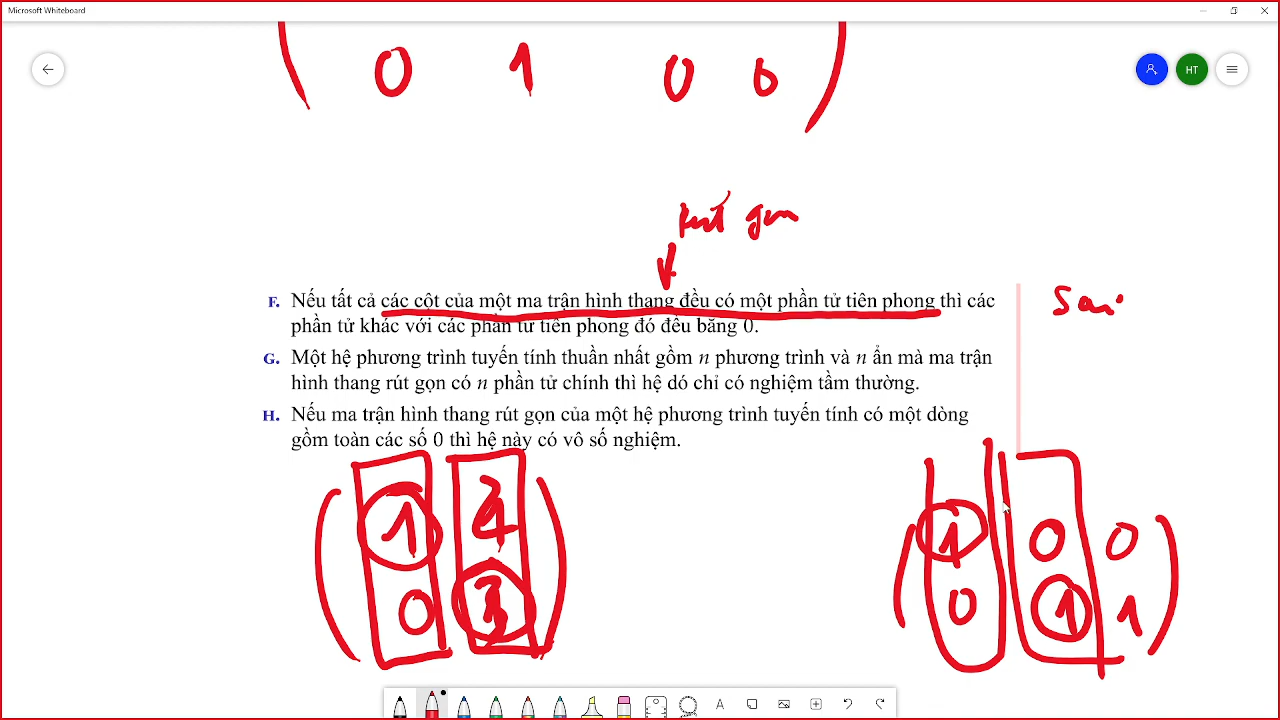 Microsoft Whiteboard
HT
0 1 0 0
Rút gọn
F. Nếu tất cả các cột của một ma trận hình thang đều có một phần tử tiên phong thì các
phần tử khác với các phần tử tiên phong đó đều bằng 0.
Sai
G. Một hệ phương trình tuyến tính thuần nhất gồm n phương trình và n ẩn mà ma trận
hình thang rút gọn có n phần tử chính thì hệ dó chỉ có nghiệm tầm thường.
H. Nếu ma trận hình thang rút gọn của một hệ phương trình tuyến tính có một dòng
gồm toàn các số 0 thì hệ này có vô số nghiệm.
1
0 3
1 0 0
0 1 1
A